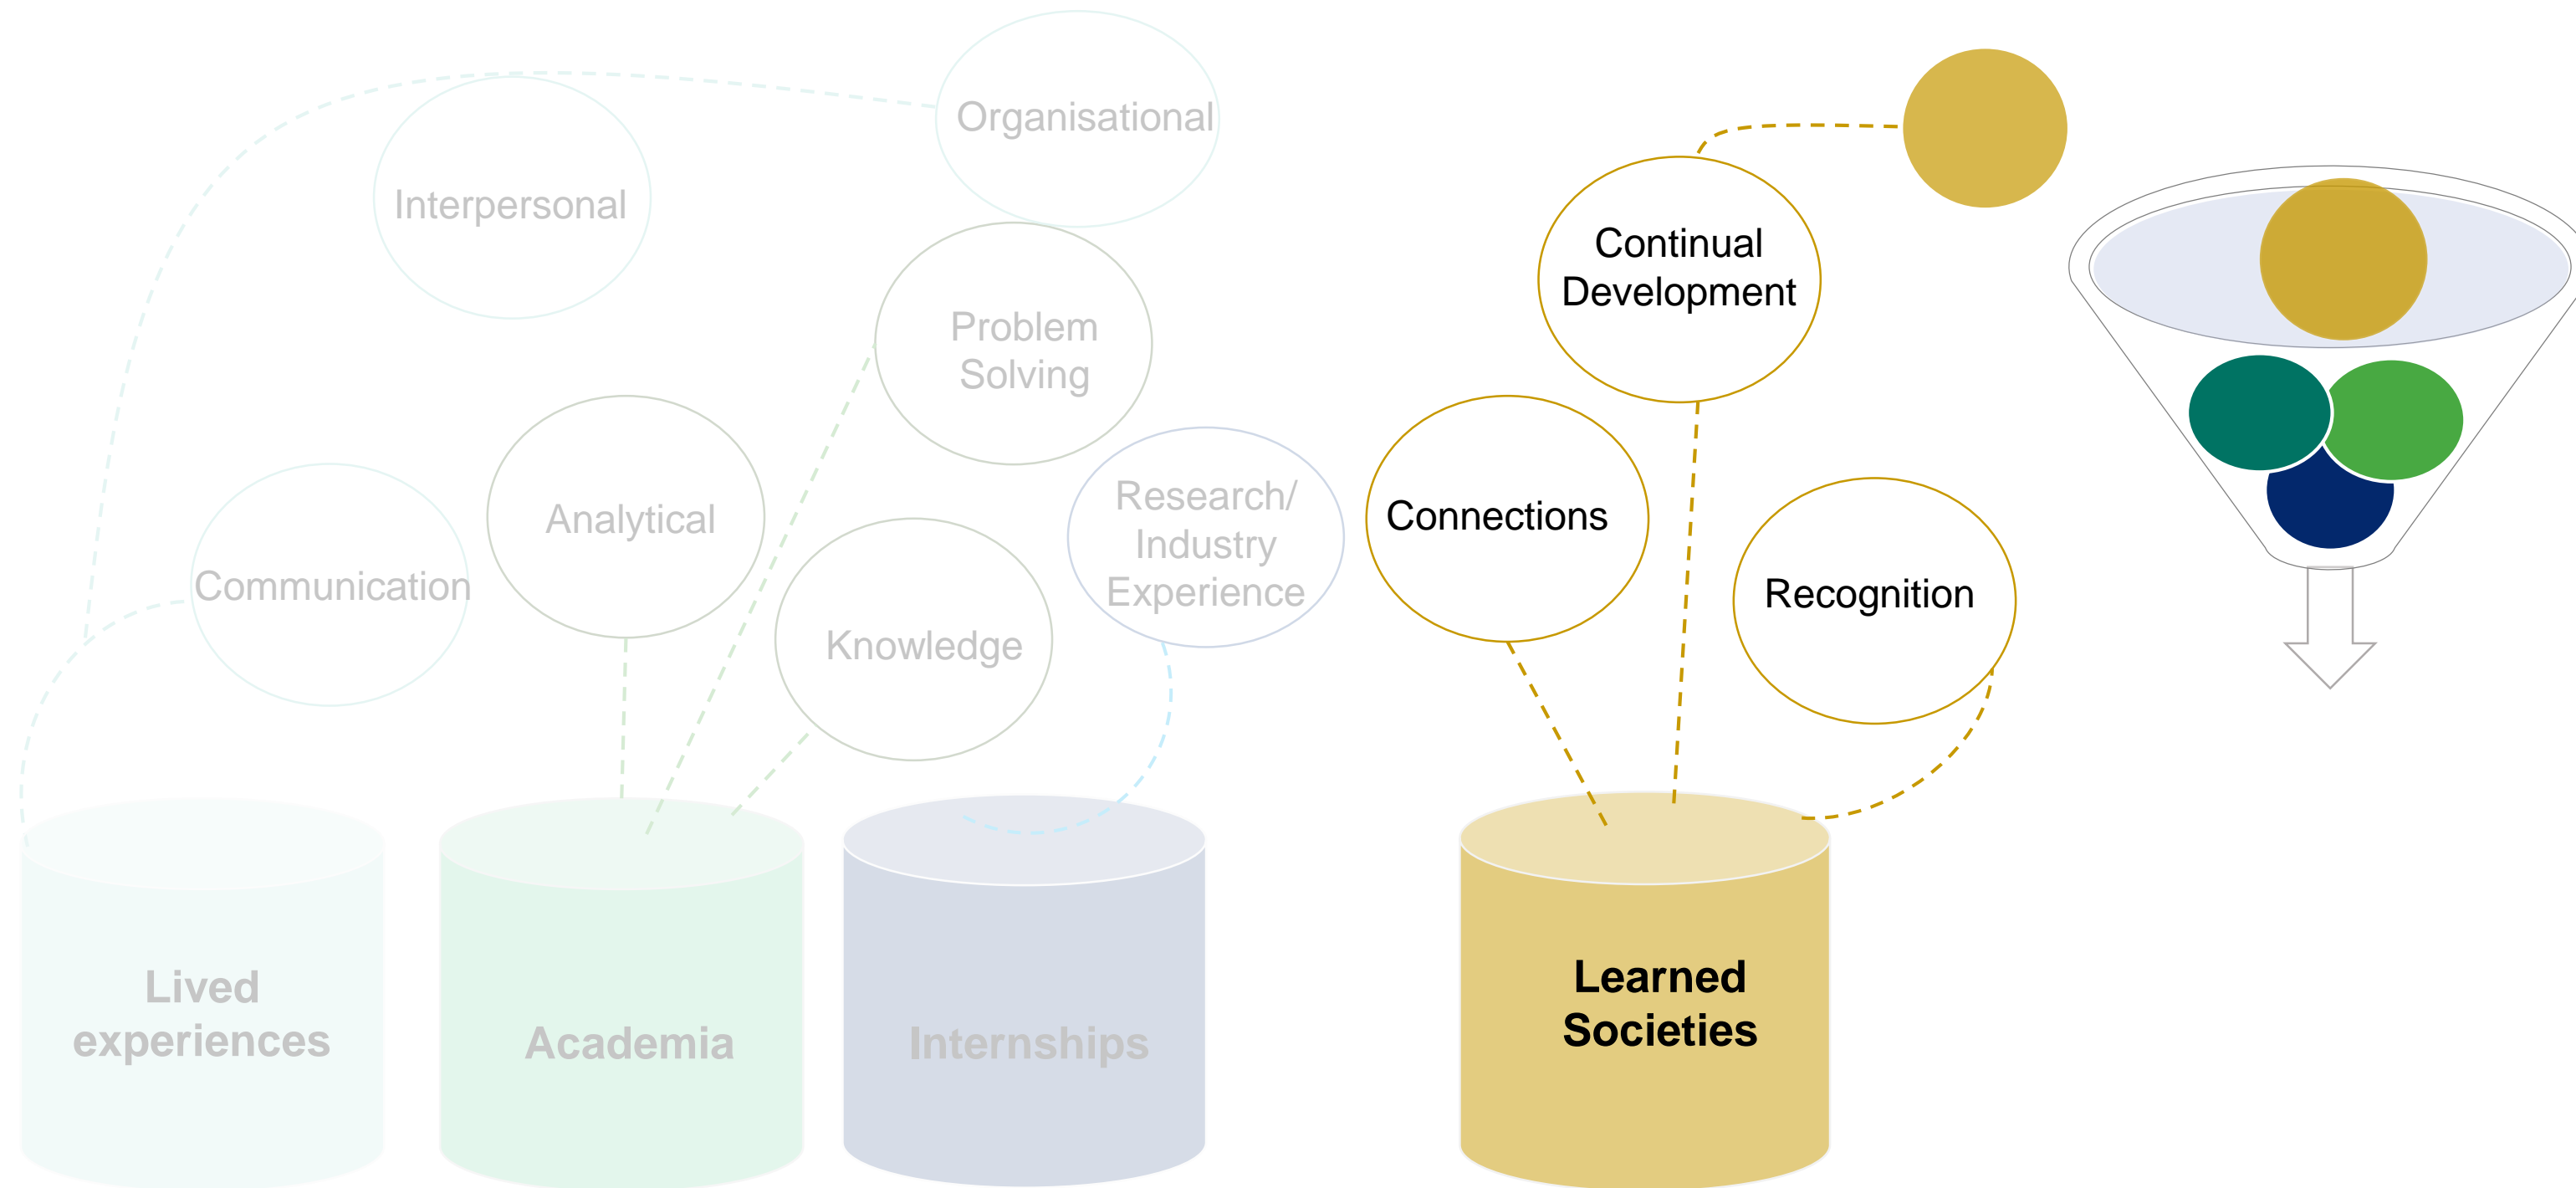 Organisational
Interpersonal
Continual
Development
Problem
Solving
Research/
Industry
Experience
Analytical
Connections
Communication
Recognition
Knowledge
Lived
experiences
Academia
Internships
Learned
Societies